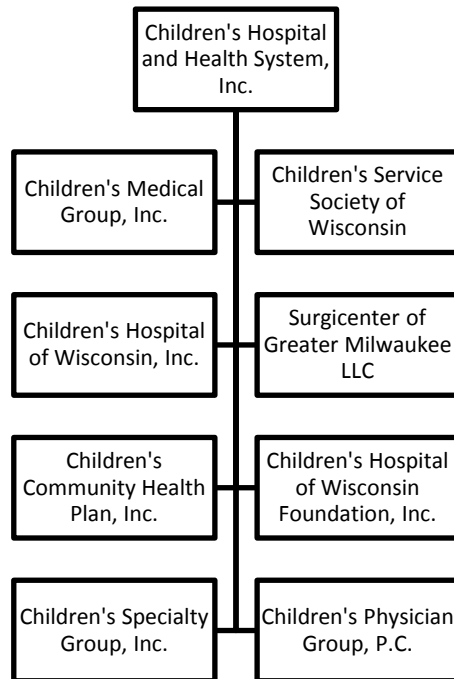 Children's Hospital
and Health System,
Inc.
Children's Medical
Group, Inc.
Children's Service
Society of
Wisconsin
Children's Hospital
of Wisconsin, Inc.
Surgicenter of
Greater Milwaukee
LLC
Children's
Community Health
Plan, Inc.
Children's Hospital
of Wisconsin
Foundation, Inc.
Children's Specialty
Group, Inc.
Children's Physician
Group, P.C.